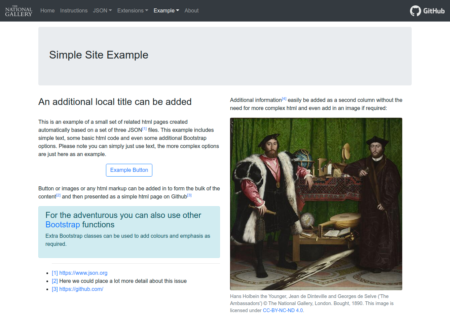 THE
NATIONAL
GALLERY
Home Instructions JSON Extensions Example About
GitHub
Simple Site Example
An additional local title can be added
This is an example of a small set of related html pages created
automatically based on a set of three JSON[1] files. This example includes
simple text, some basic html code and even some additional Bootstrap
options. Please note you can simply just use text, the more complex options
are just here as an example.
Example Button
Button or images or any html markup can be added in to form the bulk of the
content[2] and then presented as a simple html page on Github[3]
For the adventurous you can also use other
Bootstrap functions
Extra Bootstrap classes can be used to add colours and emphasis as
required.
[1] https://www.json.org
[2] Here we could place a lot more detail about this issue
[3] https://github.com/
Additional information[4] easily be added as a second column without the
need for more complex html and even add in an image if required:
Hans Holbein the Younger, Jean de Dinteville and Georges de Selve ('The
Ambassadors') © The National Gallery, London, Bought, 1890. This image is
licensed under CC-BY-NC-ND 4.0.